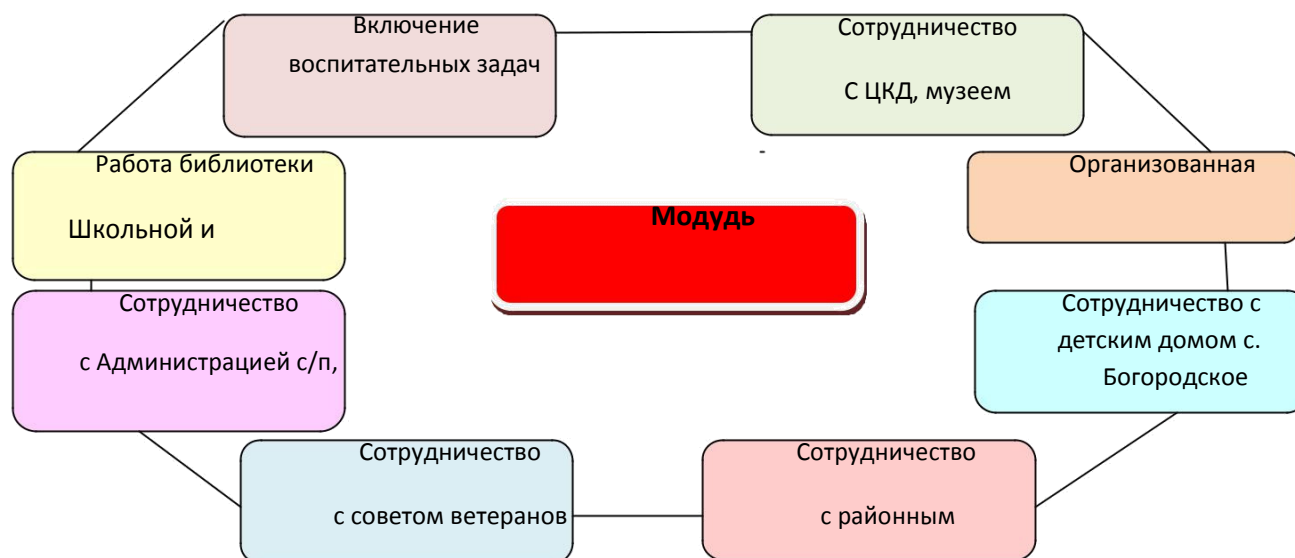 Включение
воспитательных задач
Сотрудничество
С ЦКД, музеем
Работа библиотеки
Школьной и
-
Организованная
Модудь
Сотрудничество
с Администрацией с/п,
Сотрудничество с
детским домом с.
Богородское
Сотрудничество
с советом ветеранов
Сотрудничество
с районным